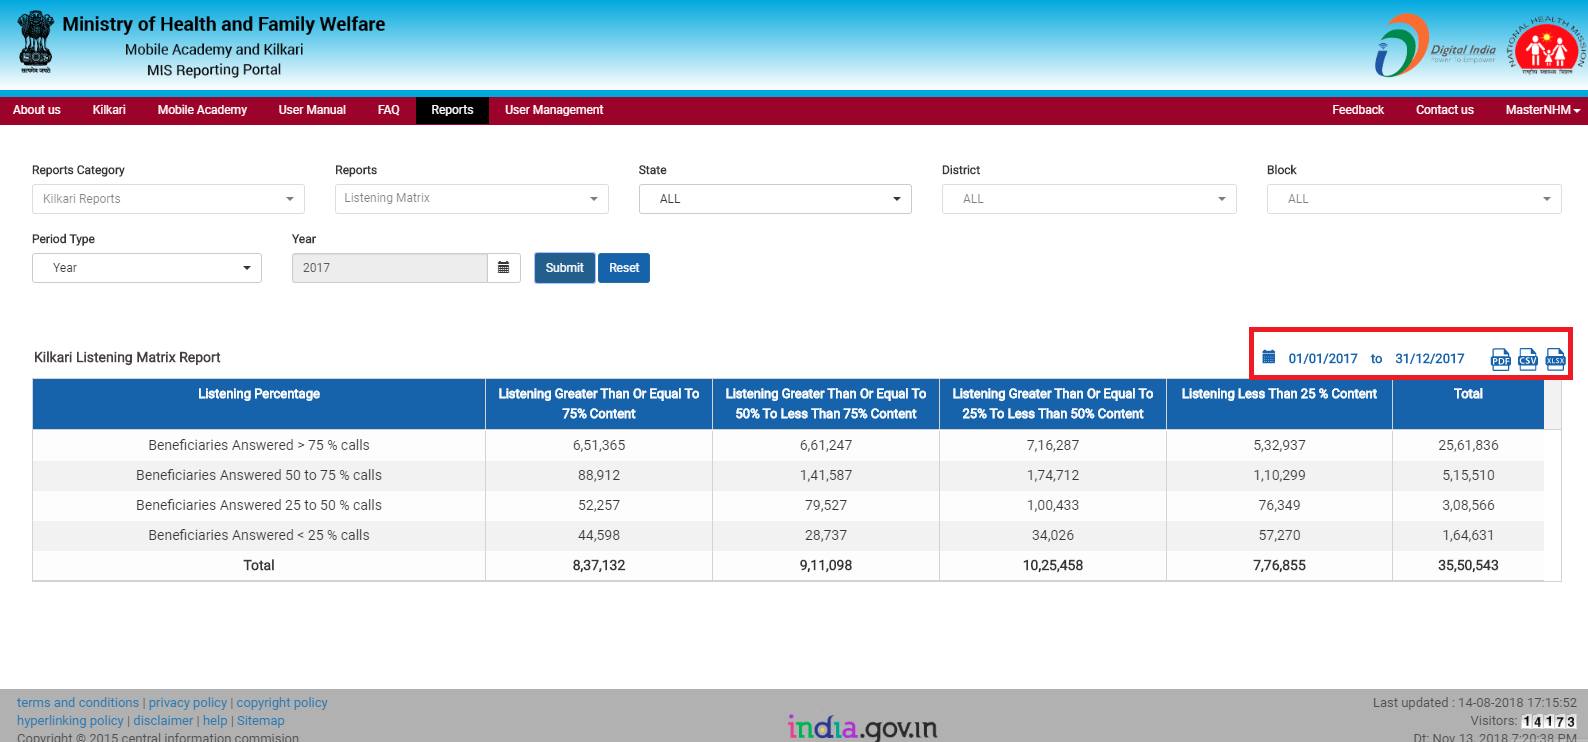 Ministry of Health and Family Welfare
Mobile Academy and Kilkari
MIS Reporting Portal
सत्यमेव जयते
Digital India
Power To Empower
NATIONAL HEALTH MISSION
राष्ट्रीय स्वास्थ्य मिशन
About us Kilkari Mobile Academy User Manual FAQ Reports User Management Feedback Contact us MasterNHM
Reports Category Reports State District Block
Kilkari Reports Listening Matrix ALL ALL ALL
Period Type Year
Year 2017 Submit Reset
Kilkari Listening Matrix Report 01/01/2017 to 31/12/2017 PDF CSV XLSX
Listening Percentage Listening Greater Than Or Equal To 75% Content Listening Greater Than Or Equal To 50% To Less Than 75% Content Listening Greater Than Or Equal To 25% To Less Than 50% Content Listening Less Than 25 % Content Total
Beneficiaries Answered > 75 % calls 6,51,365 6,61,247 7,16,287 5,32,937 25,61,836
Beneficiaries Answered 50 to 75 % calls 88,912 1,41,587 1,74,712 1,10,299 5,15,510
Beneficiaries Answered 25 to 50 % calls 52,257 79,527 1,00,433 76,349 3,08,566
Beneficiaries Answered < 25 % calls 44,598 28,737 34,026 57,270 1,64,631
Total 8,37,132 9,11,098 10,25,458 7,76,855 35,50,543
terms and conditions | privacy policy | copyright policy
hyperlinking policy | disclaimer | help | Sitemap
Copyright © 2015 central information commision
india.gov.in
Last updated : 14-08-2018 17:15:52
Visitors: 14173
Dt: Nov 13, 2018 7:20:38 PM